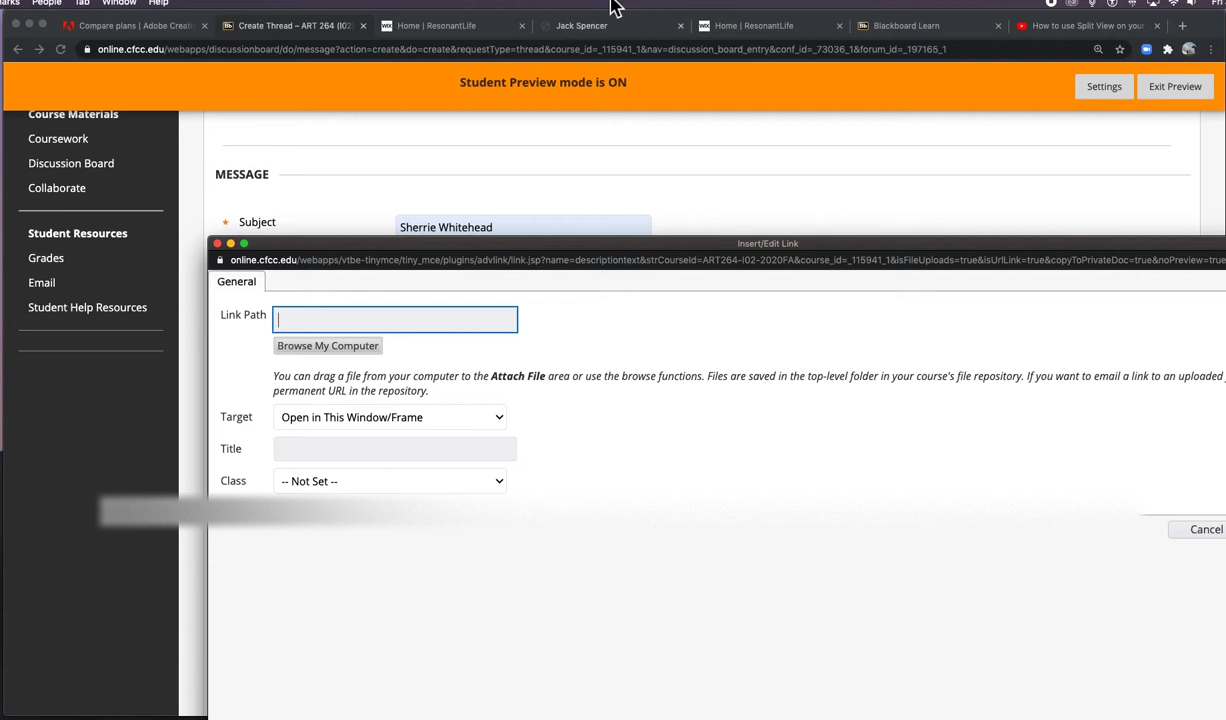 People Tab Window Help
Compare plans | Adobe Creativ
Create Thread – ART 264 (I02
Home | ResonantLife
Jack Spencer
Home | ResonantLife
Blackboard Learn
How to use Split View on your
online.cfcc.edu/webapps/discussionboard/do/message?action=create&do=create&requestType=thread&course_id=_115941_1&nav=discussion_board_entry&conf_id=_73036_1&forum_id=_197165_1
Student Preview mode is ON
Settings
Exit Preview
Course Materials
Coursework
Discussion Board
Collaborate
Student Resources
Grades
Email
Student Help Resources
MESSAGE
* Subject
Sherrie Whitehead
Insert/Edit Link
online.cfcc.edu/webapps/vtbe-tinymce/tiny_mce/plugins/advlink/link.jsp?name=descriptiontext&strCourseId=ART264-I02-2020FA&course_id=_115941_1&isFileUploads=true&isUrlLink=true&copyToPrivateDoc=true&noPreview=true
General
Link Path
Browse My Computer
You can drag a file from your computer to the Attach File area or use the browse functions. Files are saved in the top-level folder in your course's file repository. If you want to email a link to an uploaded
permanent URL in the repository.
Target
Open in This Window/Frame
Title
Class
-- Not Set --
Cancel